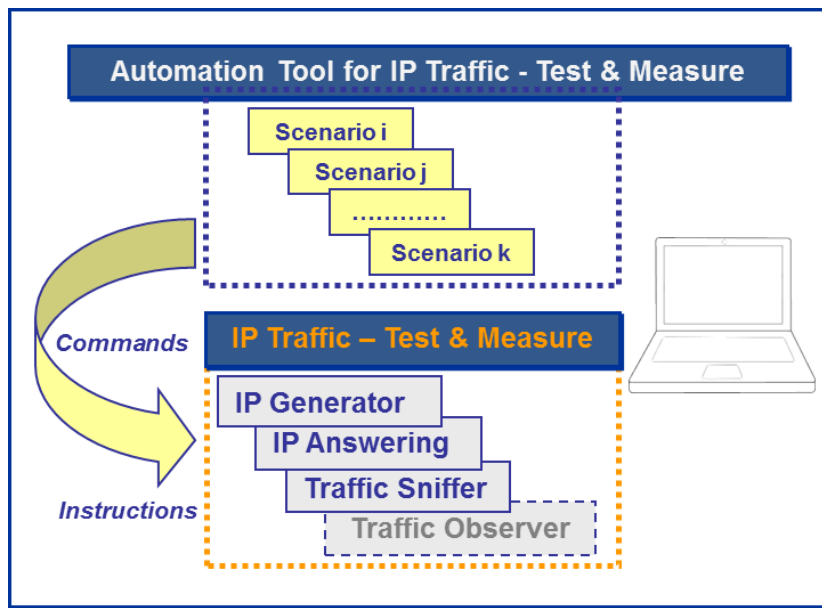 Automation Tool for IP Traffic - Test & Measure
Scenario i
Scenario j
............
Scenario k
Commands
IP Traffic – Test & Measure
IP Generator
IP Answering
Traffic Sniffer
Instructions
Traffic Observer